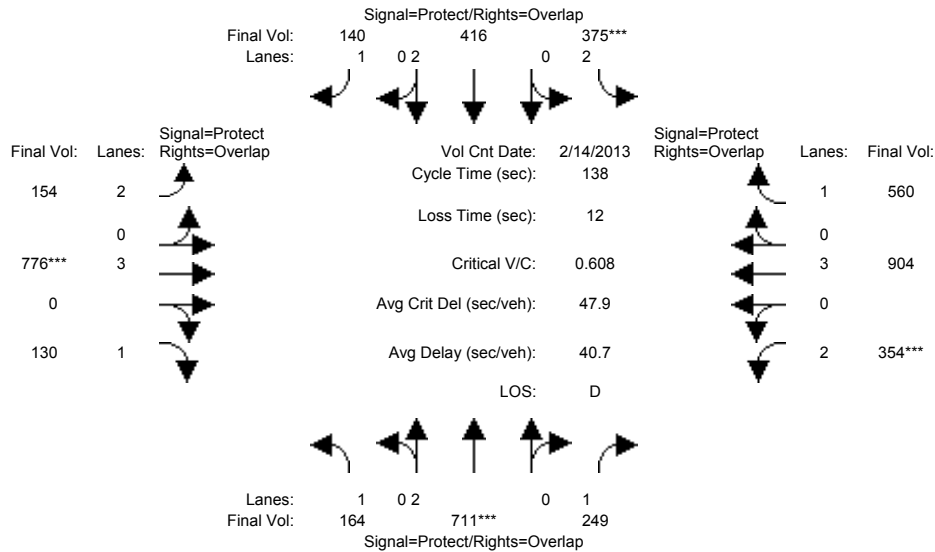 Signal=Protect/Rights=Overlap
Final Vol: 140 416 375***
Lanes: 1 0 2 0 2
Signal=Protect Signal=Protect
Final Vol: Lanes: Rights=Overlap Vol Cnt Date: 2/14/2013 Rights=Overlap Lanes: Final Vol:
Cycle Time (sec): 138
154 2 1 560
Loss Time (sec): 12
0 0
776*** 3 Critical V/C: 0.608 3 904
0 Avg Crit Del (sec/veh): 47.9 0
130 1 Avg Delay (sec/veh): 40.7 2 354***
LOS: D
Lanes: 1 0 2 0 1
Final Vol: 164 711*** 249
Signal=Protect/Rights=Overlap